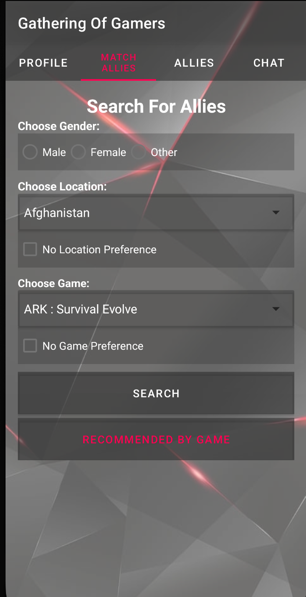 Gathering Of Gamers
PROFILE
MATCH
ALLIES
ALLIES
CHAT
Search For Allies
Choose Gender:
Male Female Other
Choose Location:
Afghanistan
No Location Preference
Choose Game:
ARK : Survival Evolve
No Game Preference
SEARCH
RECOMMENDED BY GAME